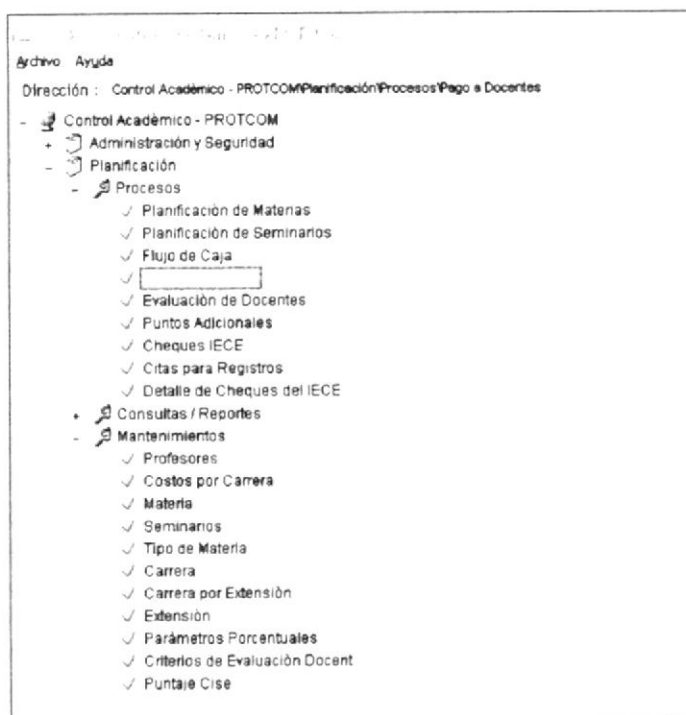 Archivo Ayuda
Dirección : Control Académico - PROTCOM\Planificación\Procesos\Pago a Docentes
- Control Académico - PROTCOM
+ Administración y Seguridad
- Planificación
- Procesos
Planificación de Materias
Planificación de Seminarios
Flujo de Caja
Evaluación de Docentes
Puntos Adicionales
Cheques IECE
Citas para Registros
Detalle de Cheques del IECE
+ Consultas / Reportes
- Mantenimientos
Profesores
Costos por Carrera
Materia
Seminarios
Tipo de Materia
Carrera
Carrera por Extensión
Extensión
Parámetros Porcentuales
Criterios de Evaluación Docent
Puntaje Cise